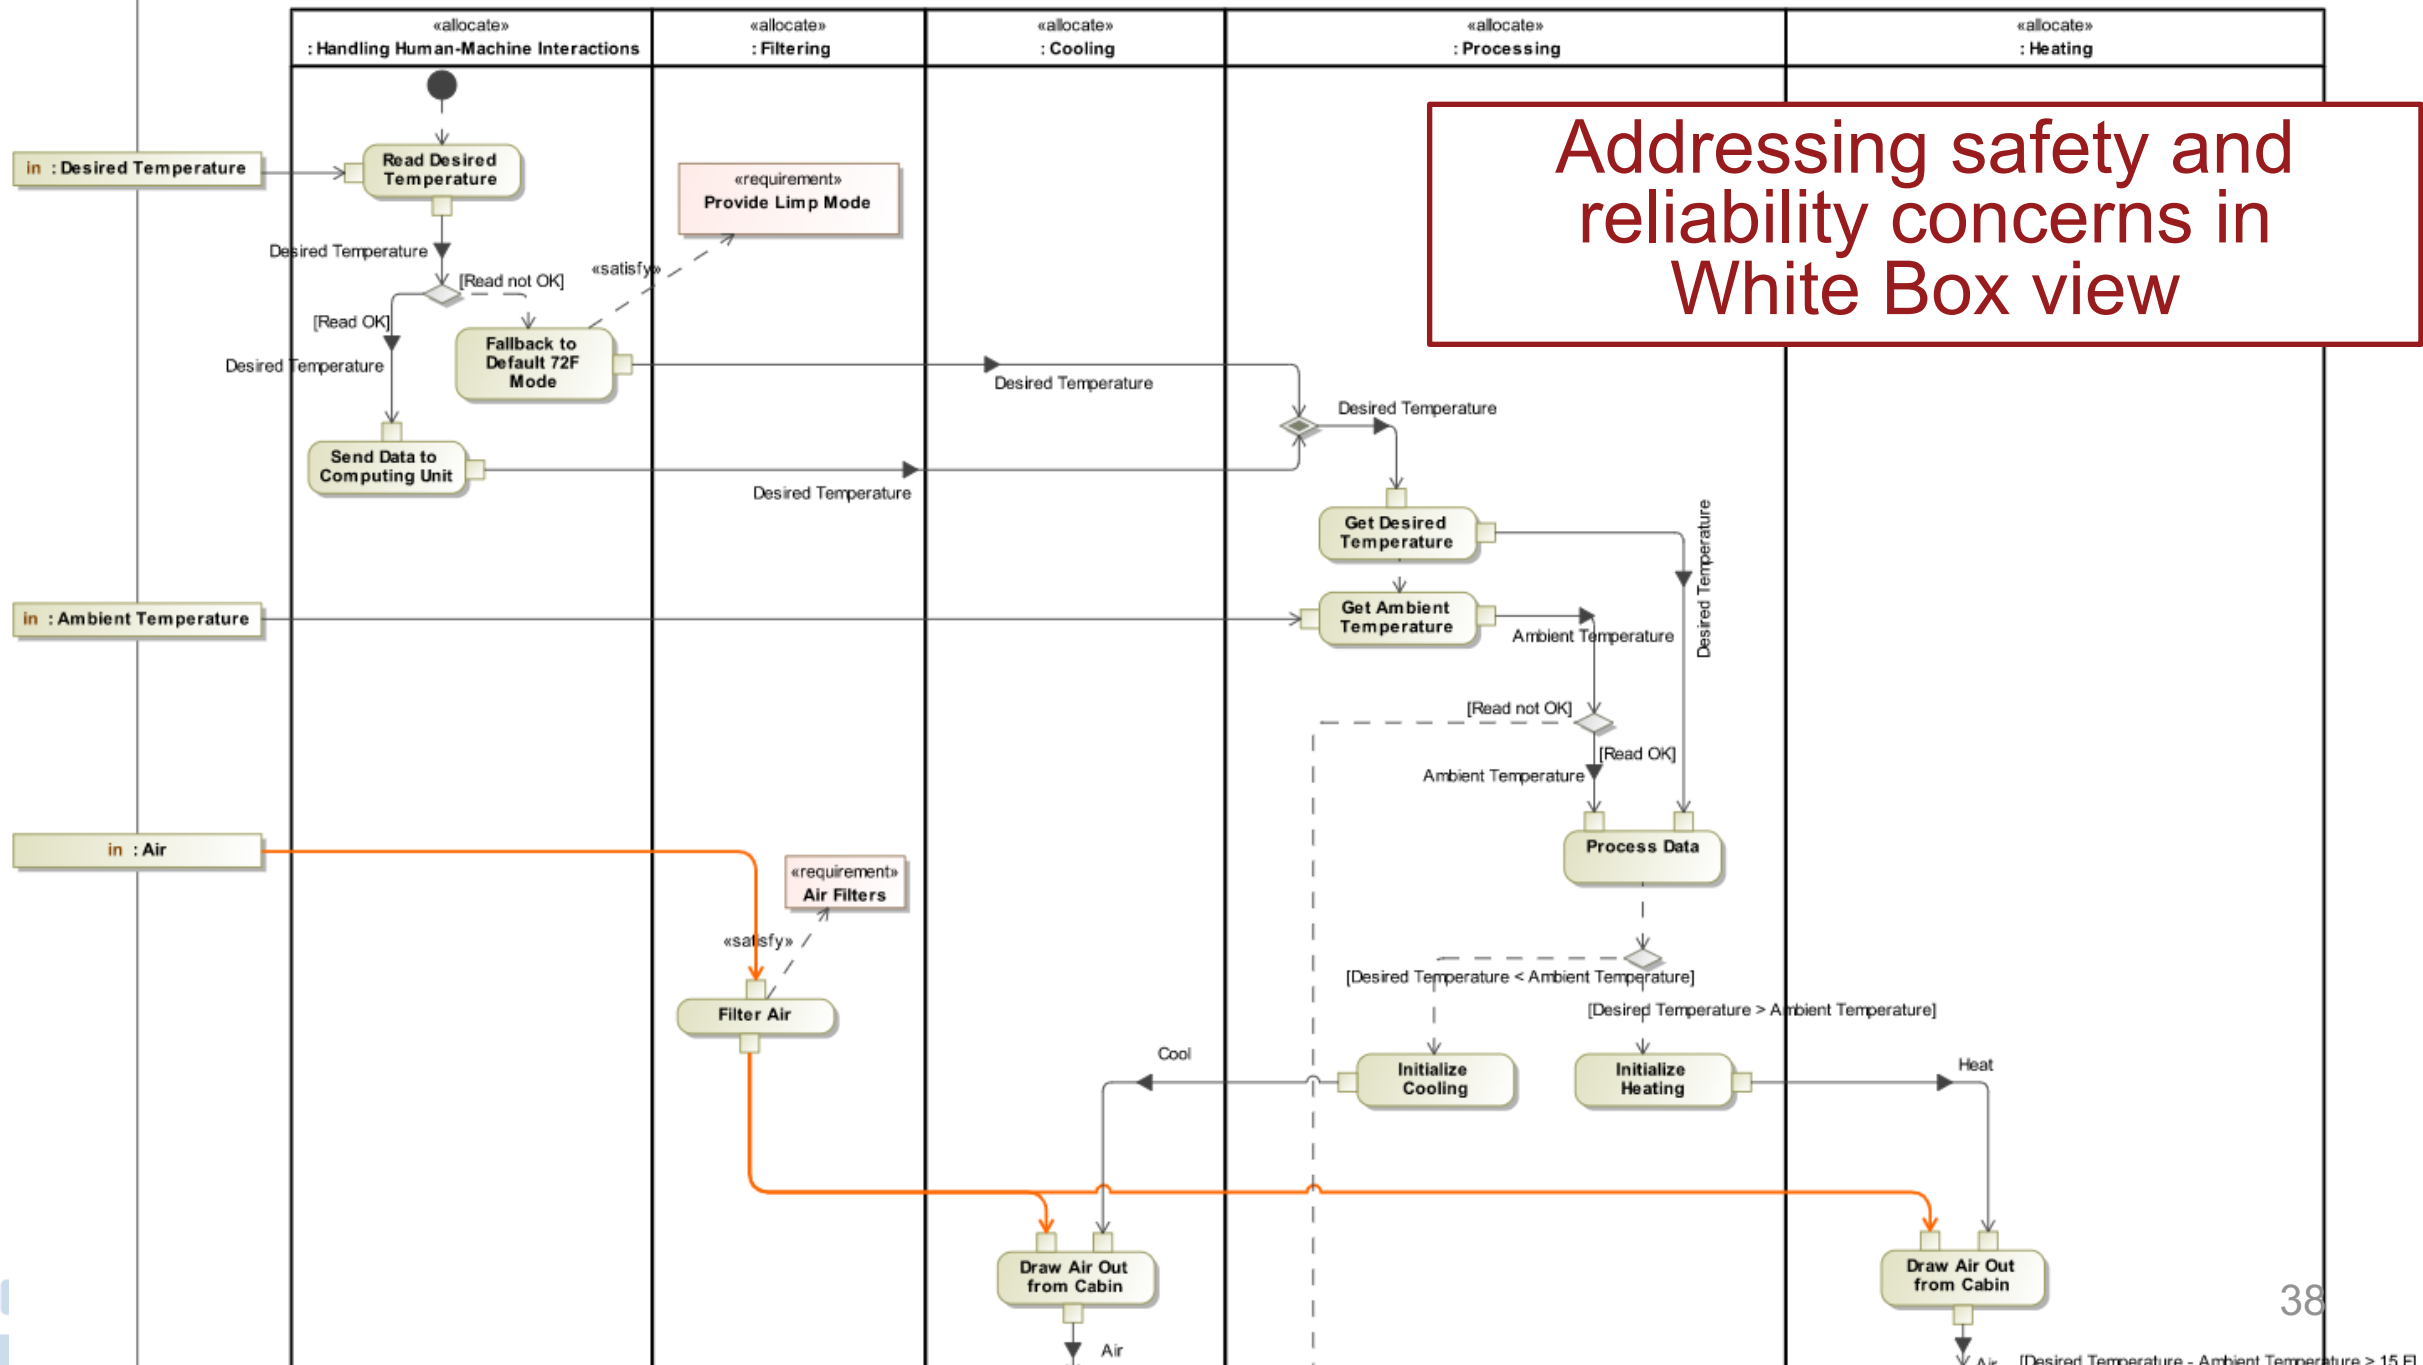 «allocate»
: Handling Human-Machine Interactions
«allocate»
: Filtering
«allocate»
: Cooling
«allocate»
: Processing
«allocate»
: Heating
Addressing safety and
reliability concerns in
White Box view
in : Desired Temperature
Read Desired
Temperature
«requirement»
Provide Limp Mode
Desired Temperature
«satisfy»
[Read not OK]
[Read OK]
Desired Temperature
Fallback to
Default 72F
Mode
Desired Temperature
Desired Temperature
Send Data to
Computing Unit
Desired Temperature
Get Desired
Temperature
Desired Temperature
in : Ambient Temperature
Get Ambient
Temperature
Ambient Temperature
[Read not OK]
[Read OK]
Ambient Temperature
in : Air
Process Data
«requirement»
Air Filters
«satisfy»
[Desired Temperature < Ambient Temperature]
[Desired Temperature > Ambient Temperature]
Filter Air
Cool
Initialize
Cooling
Initialize
Heating
Heat
Draw Air Out
from Cabin
Draw Air Out
from Cabin
38
Air
Air
[Desired Temperature - Ambient Temperature > 15 F]